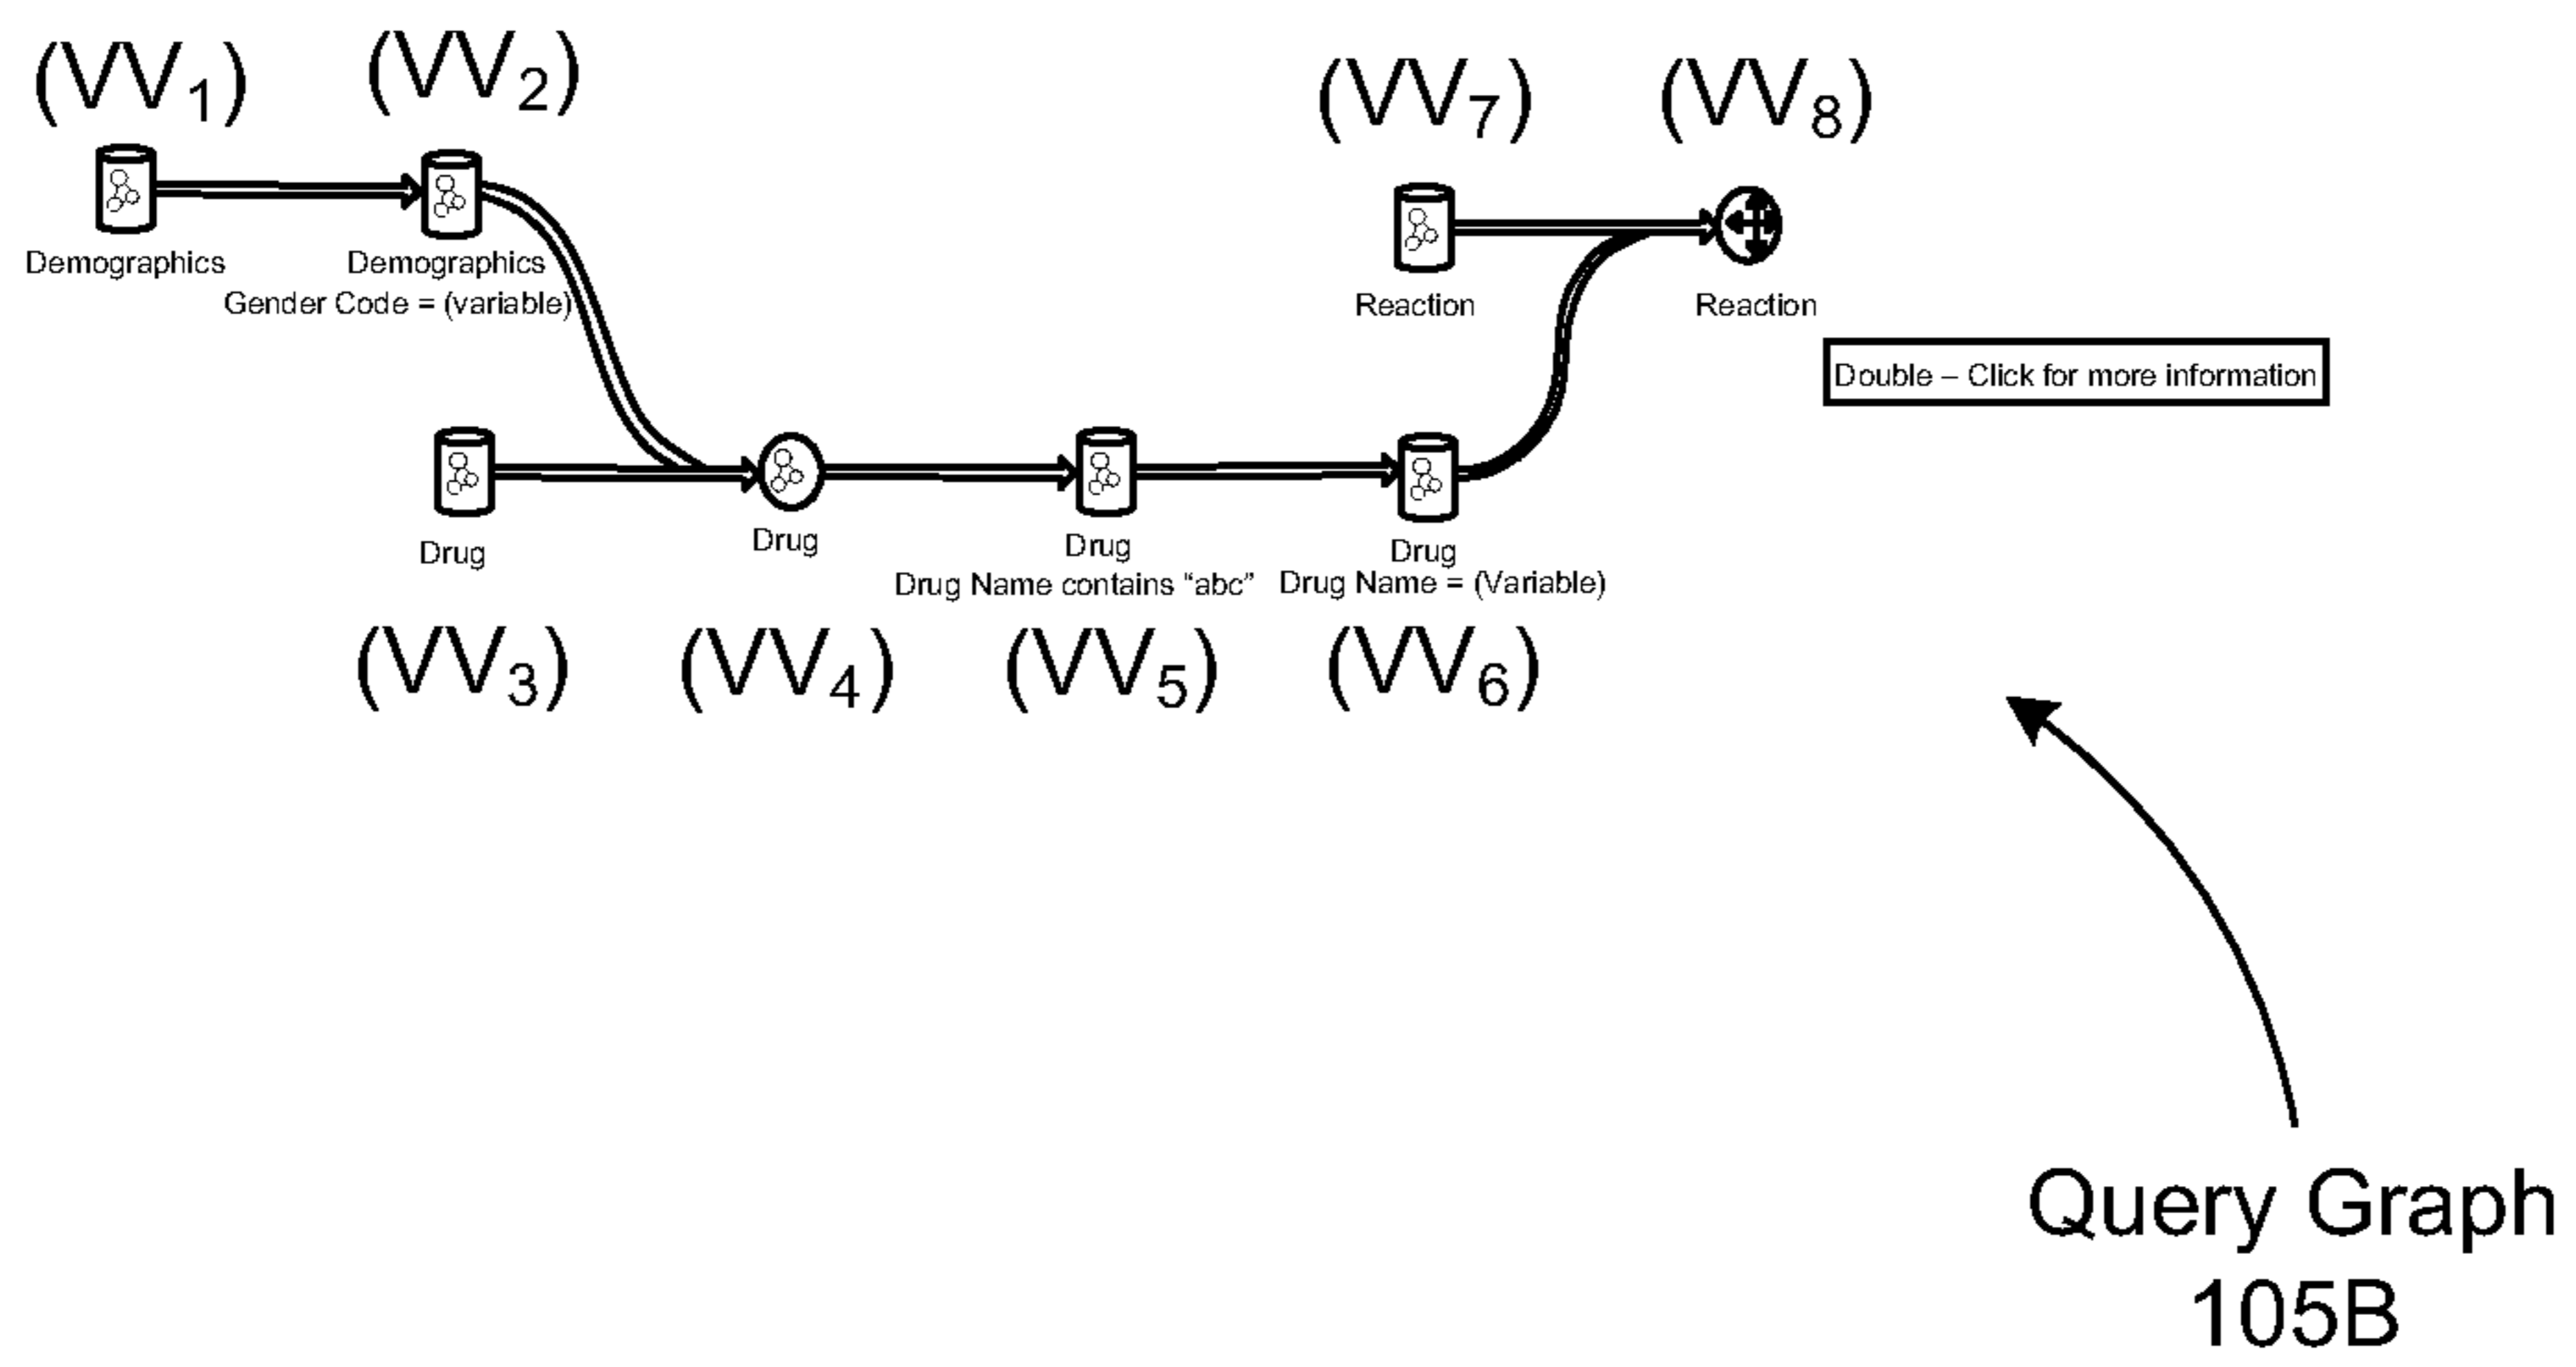 (VV1) (VV2) (VV7) (VV8)
Demographics Demographics
Gender Code = (variable)
Reaction Reaction
Double – Click for more information
Drug Drug Drug Drug
Drug Name contains “abc” Drug Name = (Variable)
(VV3) (VV4) (VV5) (VV6)
Query Graph
105B